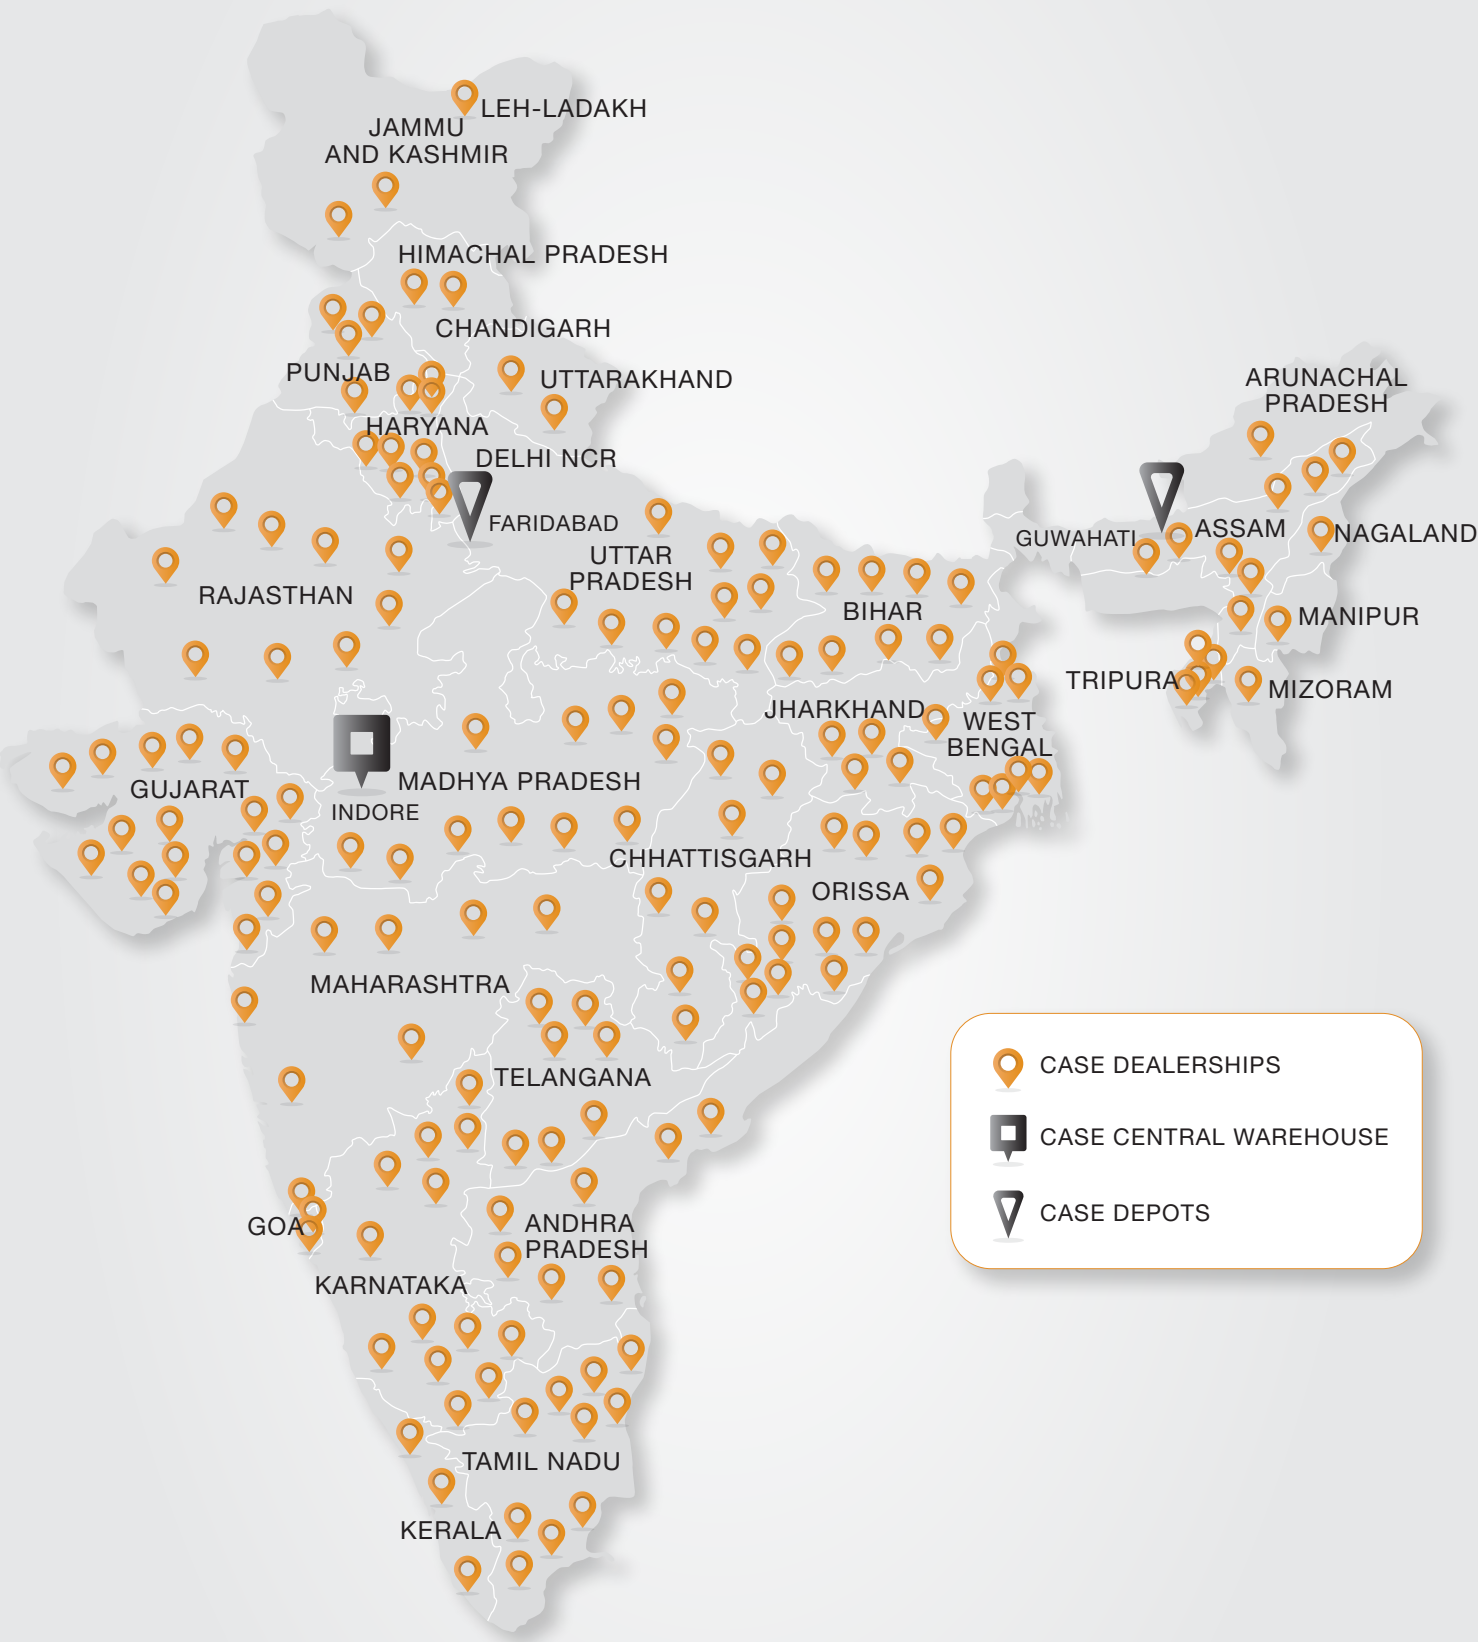 LEH-LADAKH
JAMMU
AND KASHMIR
HIMACHAL PRADESH
CHANDIGARH
PUNJAB
UTTARAKHAND
HARYANA
DELHI NCR
FARIDABAD
ARUNACHAL
PRADESH
GUWAHATI
ASSAM
NAGALAND
MANIPUR
TRIPURA
MIZORAM
RAJASTHAN
UTTAR
PRADESH
BIHAR
JHARKHAND
WEST
BENGAL
GUJARAT
INDORE
MADHYA PRADESH
CHHATTISGARH
ORISSA
MAHARASHTRA
TELANGANA
GOA
ANDHRA
PRADESH
KARNATAKA
TAMIL NADU
KERALA
CASE DEALERSHIPS
CASE CENTRAL WAREHOUSE
CASE DEPOTS